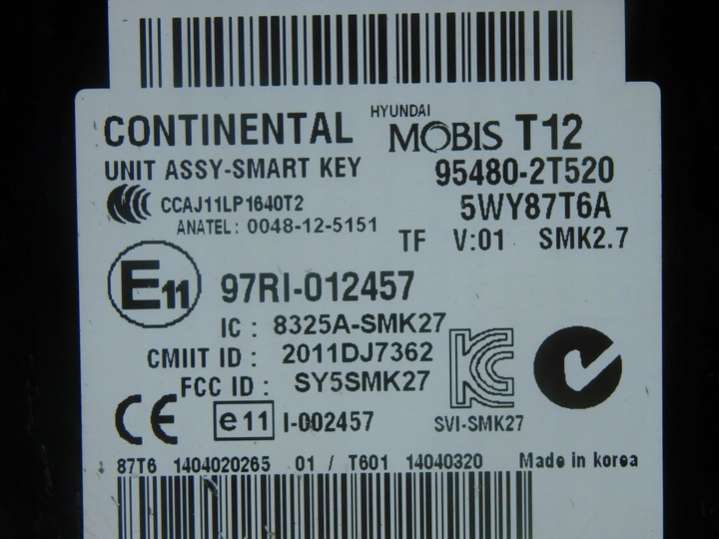 CONTINENTAL HYUNDAI MOBIS T12
UNIT ASSY-SMART KEY 95480-2T520
CCAJ11LP1640T2 5WY87T6A
ANATEL: 0048-12-5151
TF V:01 SMK2.7
E11 97RI-012457
IC : 8325A-SMK27
CMIIT ID : 2011DJ7362
FCC ID : SY5SMK27
CE e11 I-002457 SVI-SMK27
87T6 1404020265 01 / T601 14040320 Made in korea